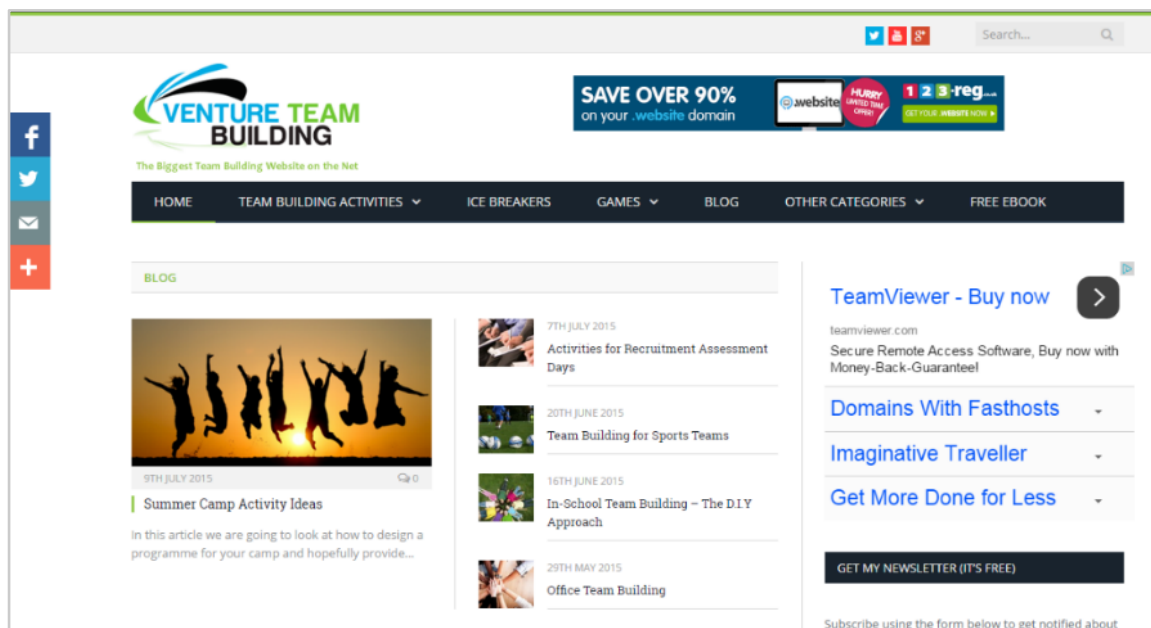 Search...
VENTURE TEAM
BUILDING
The Biggest Team Building Website on the Net
SAVE OVER 90%
on your .website domain
.website
HURRY
LIMITED TIME
OFFER!
123-reg.co.uk
GET YOUR .WEBSITE NOW
HOME TEAM BUILDING ACTIVITIES ICE BREAKERS GAMES BLOG OTHER CATEGORIES FREE EBOOK
BLOG
9TH JULY 2015 0
Summer Camp Activity Ideas
In this article we are going to look at how to design a
programme for your camp and hopefully provide...
7TH JULY 2015
Activities for Recruitment Assessment
Days
20TH JUNE 2015
Team Building for Sports Teams
16TH JUNE 2015
In-School Team Building – The D.I.Y
Approach
29TH MAY 2015
Office Team Building
TeamViewer - Buy now
teamviewer.com
Secure Remote Access Software, Buy now with
Money-Back-Guarantee!
Domains With Fasthosts
Imaginative Traveller
Get More Done for Less
GET MY NEWSLETTER (IT'S FREE)
Subscribe using the form below to get notified about